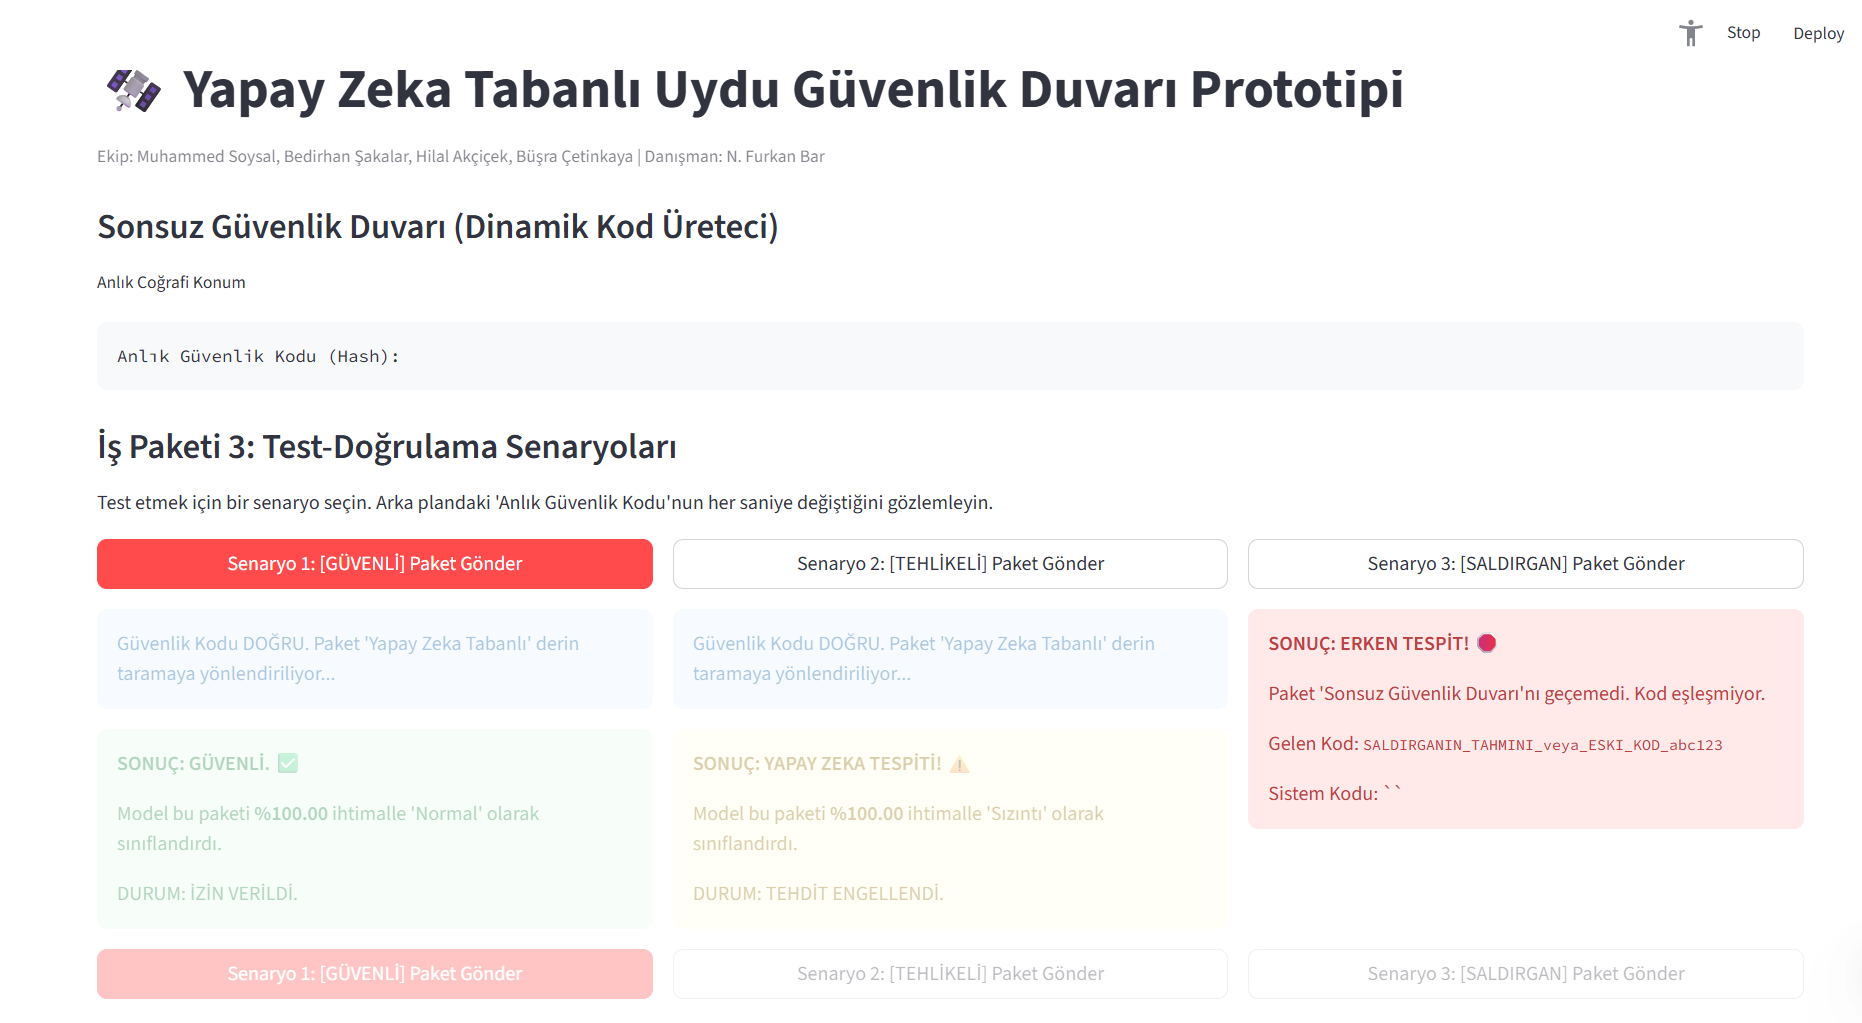 Stop
Deploy
Yapay Zeka Tabanlı Uydu Güvenlik Duvarı Prototipi
Ekip: Muhammed Soysal, Bedirhan Şakalar, Hilal Akçiçek, Büşra Çetinkaya | Danışman: N. Furkan Bar
Sonsuz Güvenlik Duvarı (Dinamik Kod Üreteci)
Anlık Coğrafi Konum
Anlık Güvenlik Kodu (Hash):
İş Paketi 3: Test-Doğrulama Senaryoları
Test etmek için bir senaryo seçin. Arka plandaki 'Anlık Güvenlik Kodu'nun her saniye değiştiğini gözlemleyin.
Senaryo 1: [GÜVENLİ] Paket Gönder
Senaryo 2: [TEHLİKELİ] Paket Gönder
Senaryo 3: [SALDIRGAN] Paket Gönder
Güvenlik Kodu DOĞRU. Paket 'Yapay Zeka Tabanlı' derin
taramaya yönlendiriliyor...
SONUÇ: GÜVENLİ.
Model bu paketi %100.00 ihtimalle 'Normal' olarak
sınıflandırdı.
DURUM: İZİN VERİLDİ.
Güvenlik Kodu DOĞRU. Paket 'Yapay Zeka Tabanlı' derin
taramaya yönlendiriliyor...
SONUÇ: YAPAY ZEKA TESPİTİ!
Model bu paketi %100.00 ihtimalle 'Sızıntı' olarak
sınıflandırdı.
DURUM: TEHDİT ENGELLENDİ.
SONUÇ: ERKEN TESPİT!
Paket 'Sonsuz Güvenlik Duvarı'nı geçemedi. Kod eşleşmiyor.
Gelen Kod: SALDIRGANIN_TAHMINI_veya_ESKI_KOD_abc123
Sistem Kodu: ``
Senaryo 1: [GÜVENLİ] Paket Gönder
Senaryo 2: [TEHLİKELİ] Paket Gönder
Senaryo 3: [SALDIRGAN] Paket Gönder